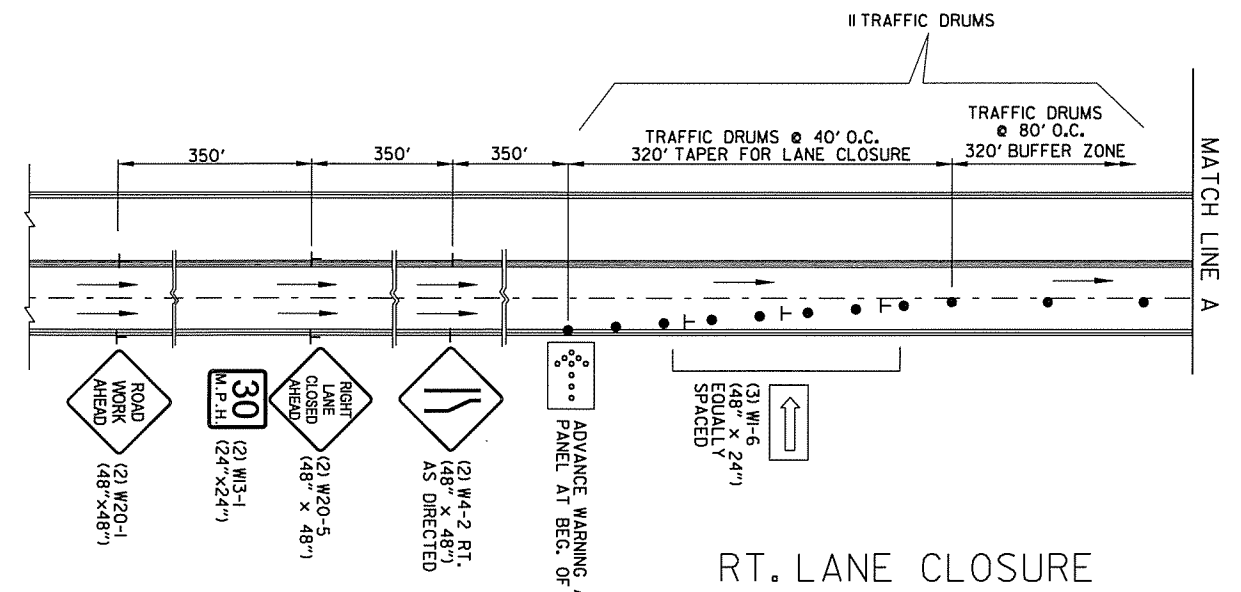 11 TRAFFIC DRUMS
TRAFFIC DRUMS
@ 80' O.C.
320' BUFFER ZONE
TRAFFIC DRUMS @ 40' O.C.
320' TAPER FOR LANE CLOSURE
350'
350'
350'
MATCH LINE A
ROAD
WORK
AHEAD
(2) W20-1
(48"x48")
30
M.P.H.
(2) W13-1
(24"x24")
RIGHT
LANE
CLOSED
AHEAD
(2) W20-5
(48" x 48")
(2) W4-2 RT.
(48" x 48")
AS DIRECTED
ADVANCE WARNING
PANEL AT BEG. OF
(3) W1-6
(48" x 24")
EQUALLY
SPACED
RT. LANE CLOSURE